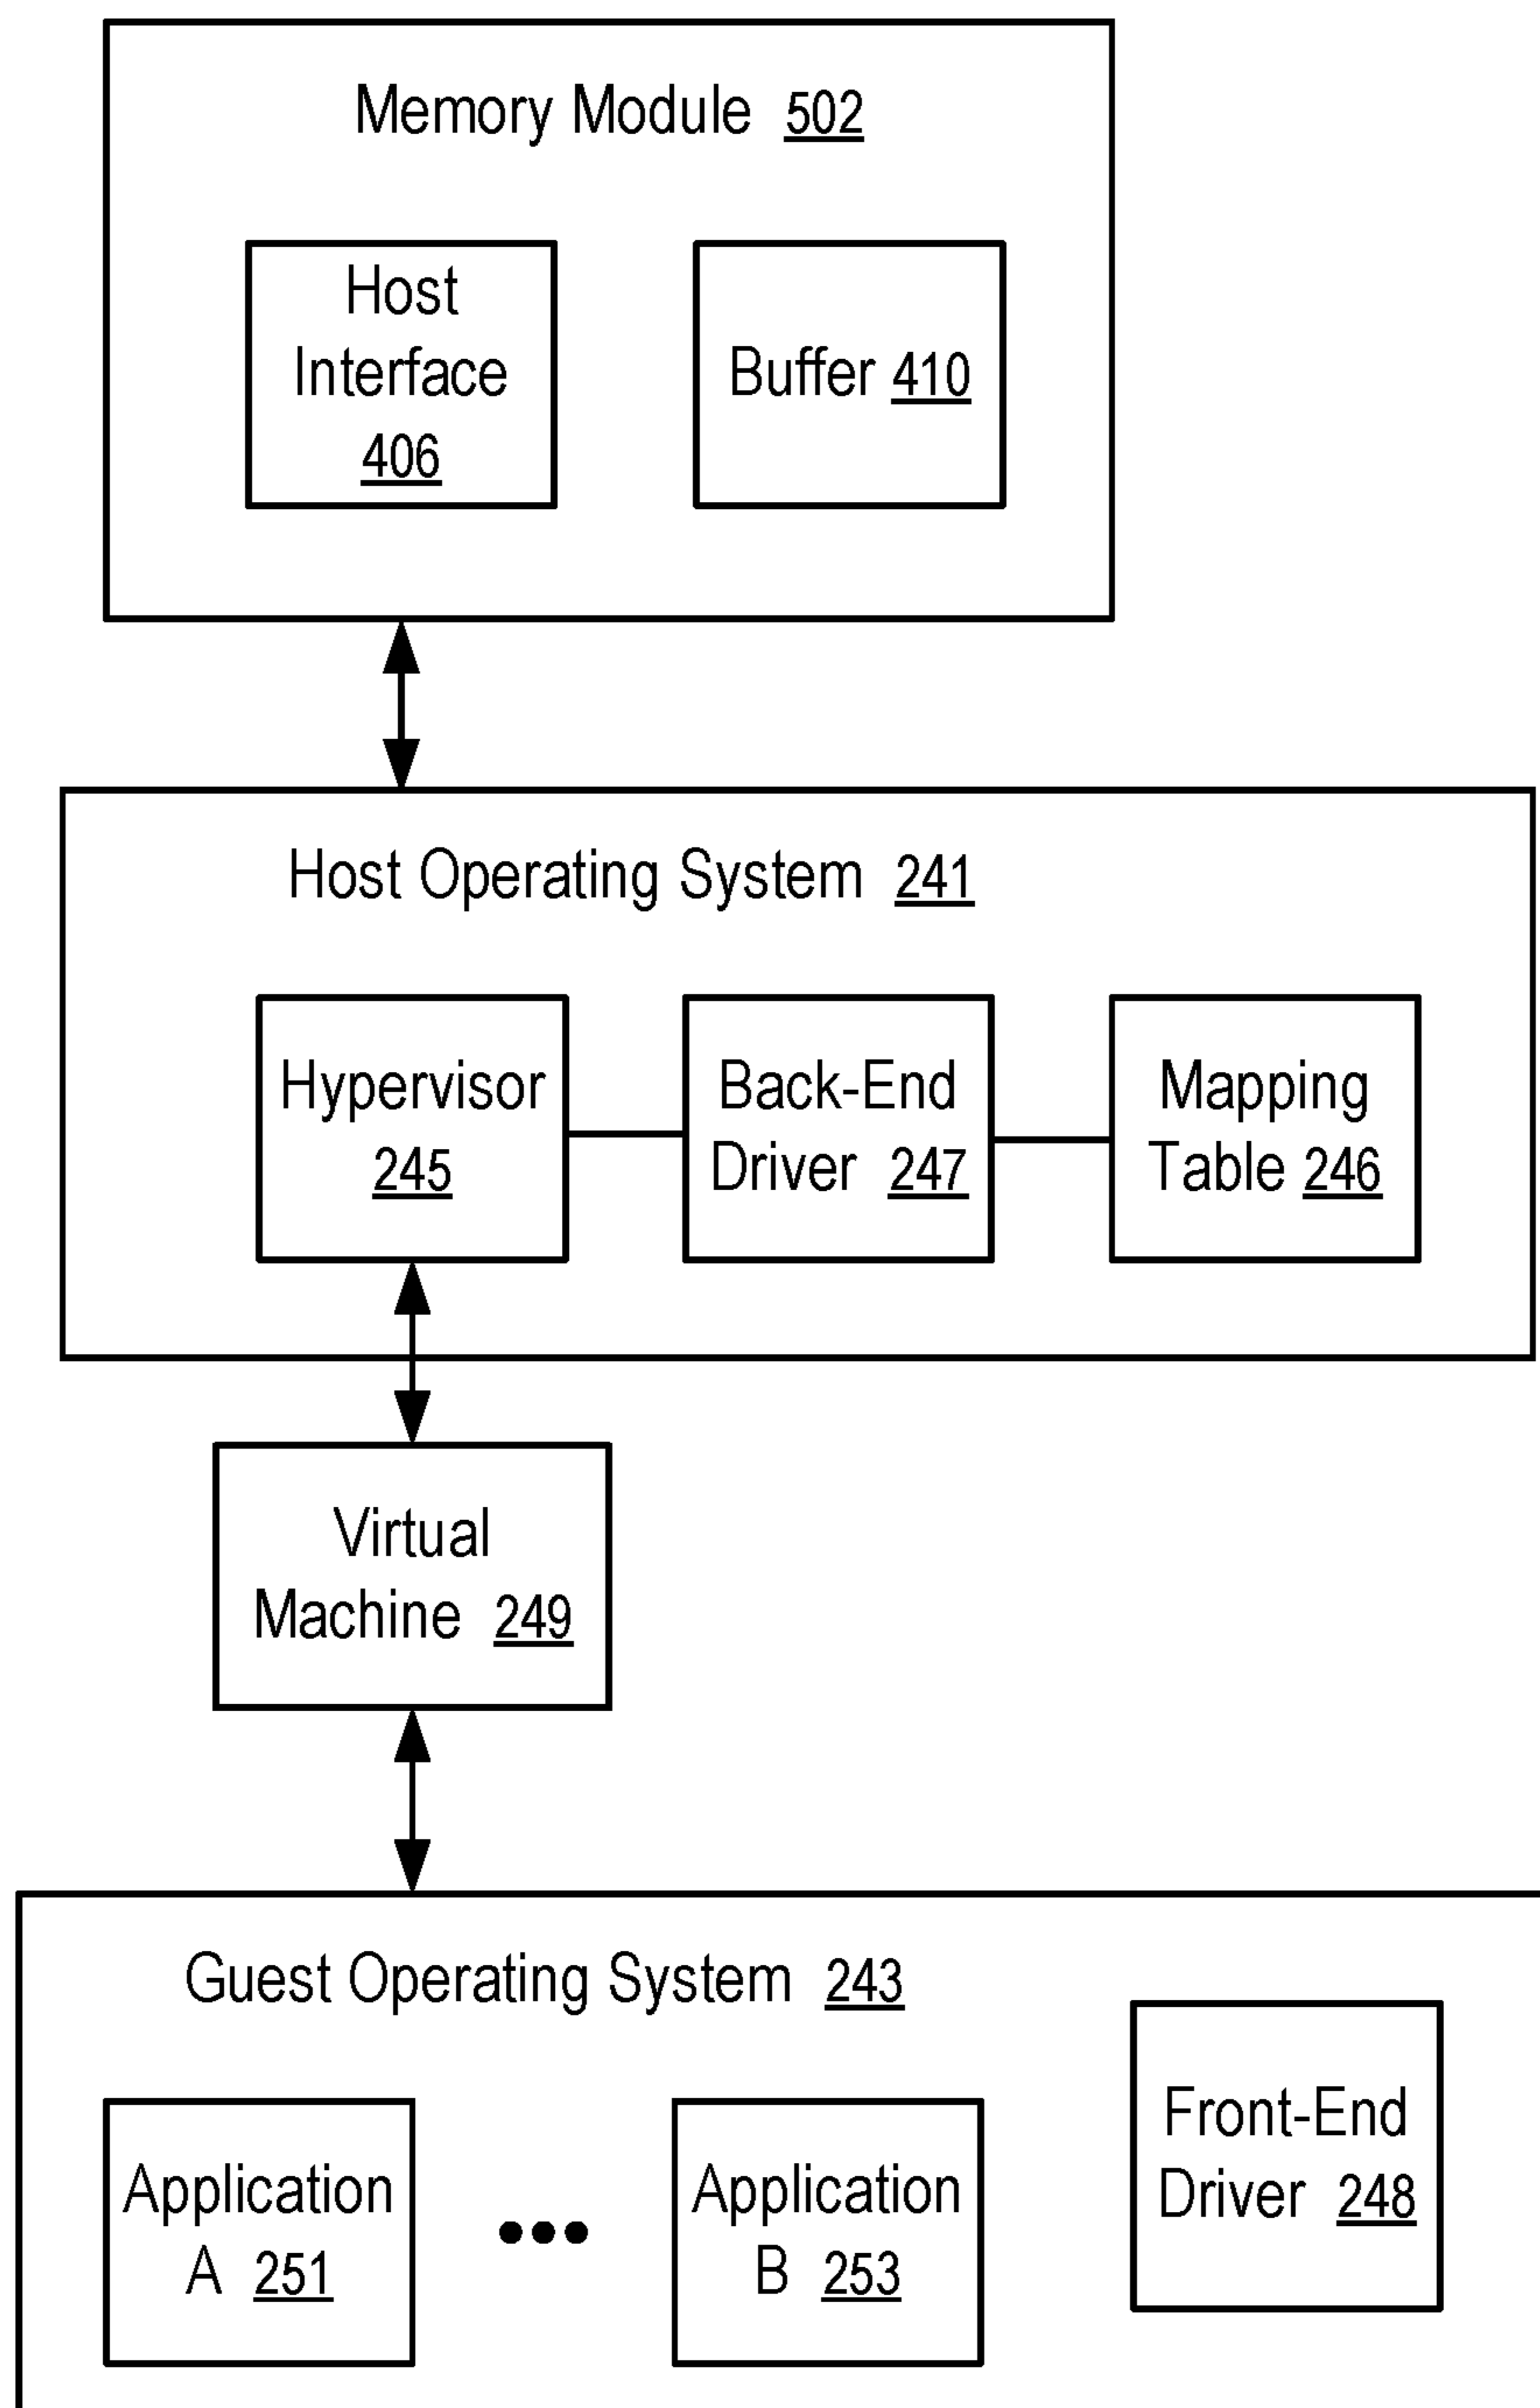 Memory Module 502
Host
Interface
406
Buffer 410
Host Operating System 241
Hypervisor
245
Back-End
Driver 247
Mapping
Table 246
Virtual
Machine 249
Guest Operating System 243
Application
A 251
Application
B 253
Front-End
Driver 248